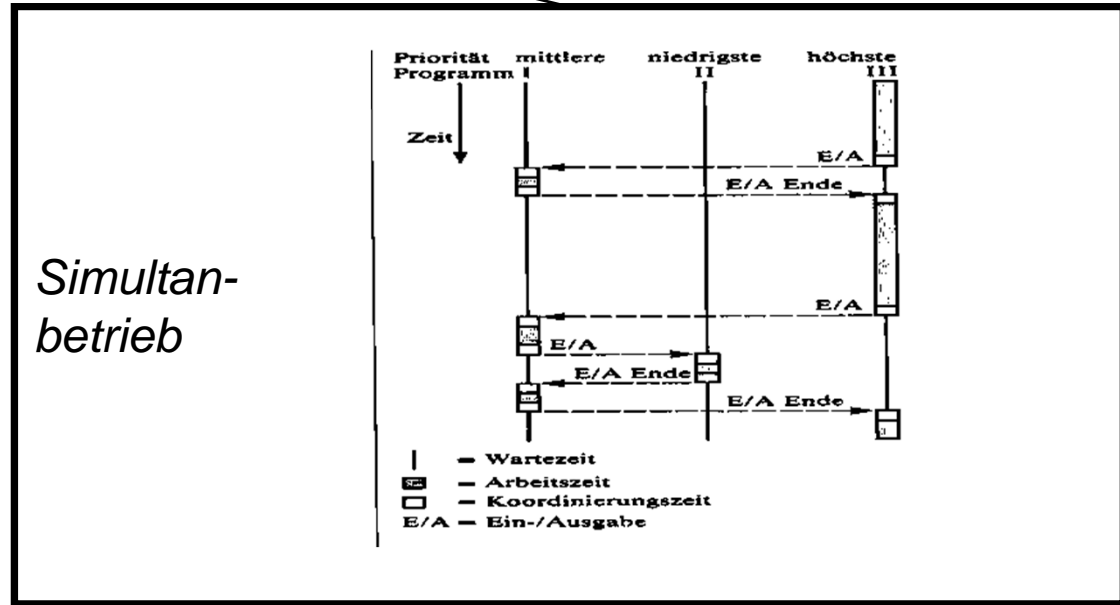 Priorität mittlere niedrigste höchste
Programm I II III
Zeit
E/A
E/A Ende
Simultan-
betrieb
E/A
E/A
E/A Ende
E/A Ende
| — Wartezeit
— Arbeitszeit
— Koordinierungszeit
E/A — Ein-/Ausgabe